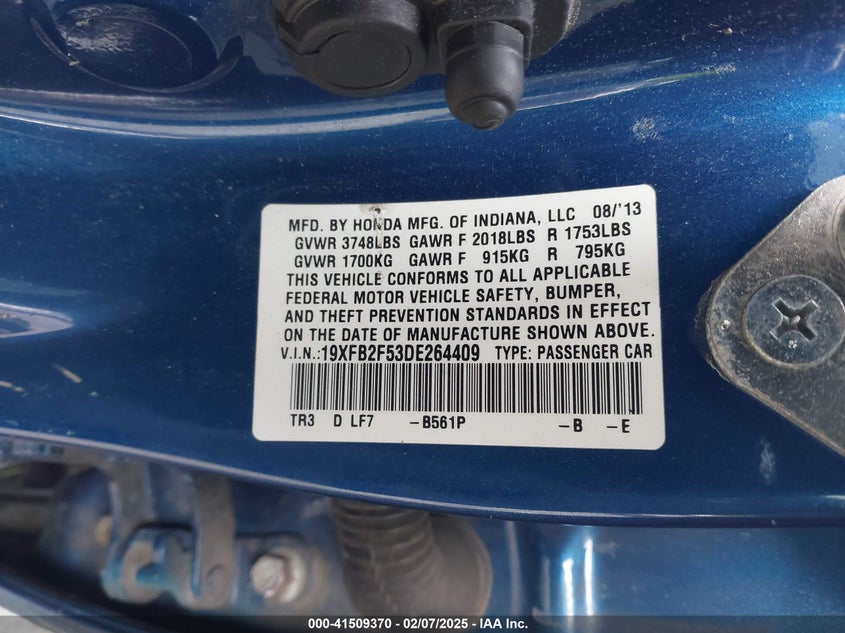 MFD. BY HONDA MFG. OF INDIANA, LLC 08/'13
GVWR 3748LBS GAWR F 2018LBS R 1753LBS
GVWR 1700KG GAWR F 915KG R 795KG
THIS VEHICLE CONFORMS TO ALL APPLICABLE
FEDERAL MOTOR VEHICLE SAFETY, BUMPER,
AND THEFT PREVENTION STANDARDS IN EFFECT
ON THE DATE OF MANUFACTURE SHOWN ABOVE.
V.I.N.:19XFB2F53DE264409 TYPE: PASSENGER CAR
TR3 D LF7 -B561P -B -E
000-41509370 - 02/07/2025 - IAA Inc.